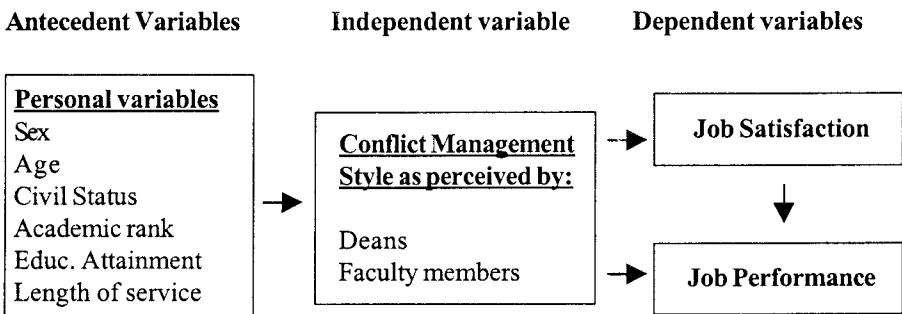 Antecedent Variables
Independent variable
Dependent variables
Personal variables
Sex
Age
Civil Status
Academic rank
Educ. Attainment
Length of service
Conflict Management
Style as perceived by:
Deans
Faculty members
Job Satisfaction
Job Performance